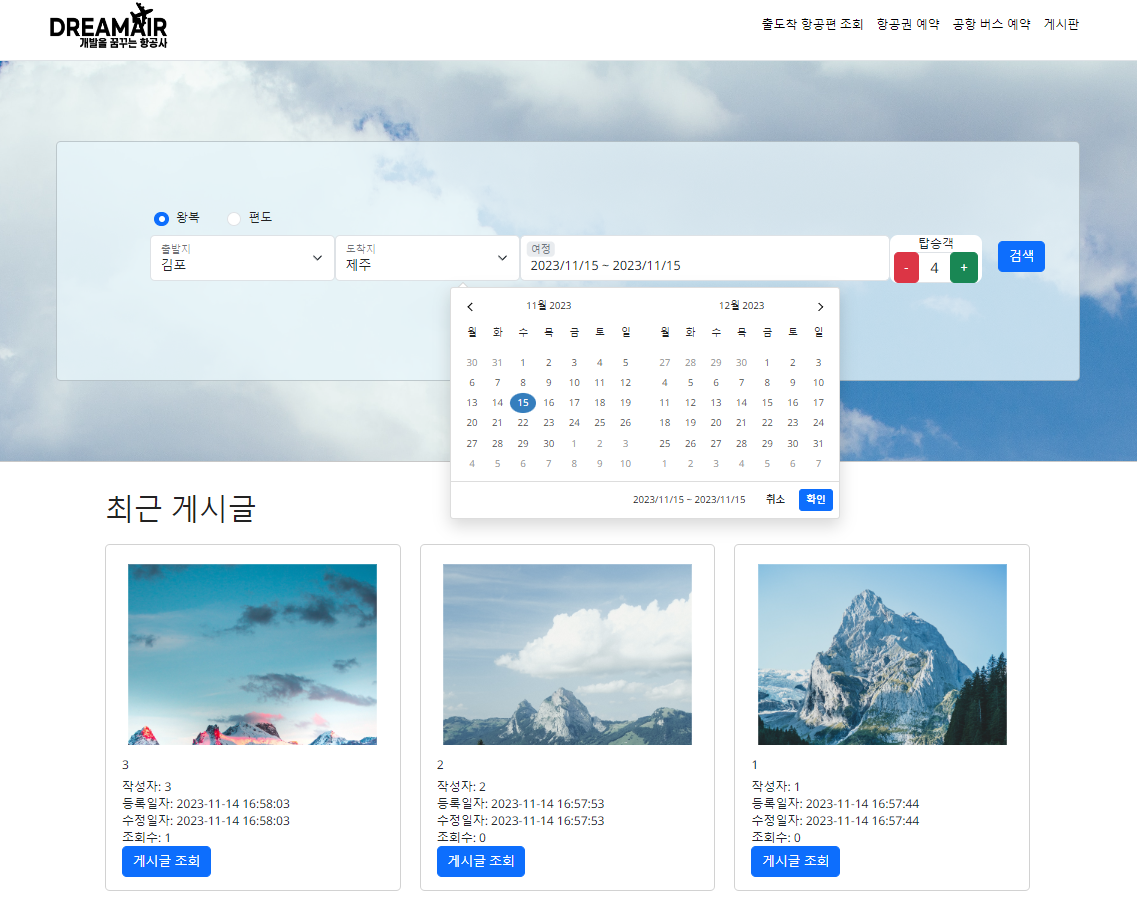 DREAMAIR
개발을 꿈꾸는 항공사
출도착 항공편 조회 항공권 예약 공항 버스 예약 게시판
왕복 편도
출발지
김포
도착지
제주
여정
2023/11/15 ~ 2023/11/15
탑승객
- 4 +
검색
11월 2023
월 화 수 목 금 토 일
30 31 1 2 3 4 5
6 7 8 9 10 11 12
13 14 15 16 17 18 19
20 21 22 23 24 25 26
27 28 29 30 1 2 3
4 5 6 7 8 9 10
12월 2023
월 화 수 목 금 토 일
27 28 29 30 1 2 3
4 5 6 7 8 9 10
11 12 13 14 15 16 17
18 19 20 21 22 23 24
25 26 27 28 29 30 31
1 2 3 4 5 6 7
2023/11/15 ~ 2023/11/15 취소 확인
최근 게시글
3
작성자: 3
등록일자: 2023-11-14 16:58:03
수정일자: 2023-11-14 16:58:03
조회수: 1
게시글 조회
2
작성자: 2
등록일자: 2023-11-14 16:57:53
수정일자: 2023-11-14 16:57:53
조회수: 0
게시글 조회
1
작성자: 1
등록일자: 2023-11-14 16:57:44
수정일자: 2023-11-14 16:57:44
조회수: 0
게시글 조회